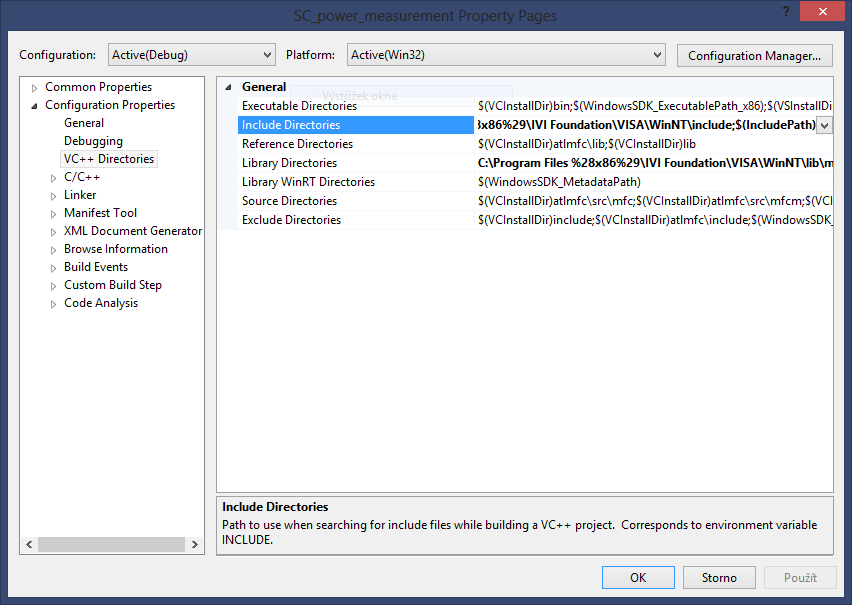 SC_power_measurement Property Pages
?
Configuration: Active(Debug) Platform: Active(Win32) Configuration Manager...
Common Properties
Configuration Properties
General
Debugging
VC++ Directories
C/C++
Linker
Manifest Tool
XML Document Generator
Browse Information
Build Events
Custom Build Step
Code Analysis
General
Výstřižek okna
Executable Directories $(VCInstallDir)bin;$(WindowsSDK_ExecutablePath_x86);$(VSInstallDi
Include Directories 3x86%29\IVI Foundation\VISA\WinNT\include;$(IncludePath)
Reference Directories $(VCInstallDir)atlmfc\lib;$(VCInstallDir)lib
Library Directories C:\Program Files %28x86%29\IVI Foundation\VISA\WinNT\lib\m
Library WinRT Directories $(WindowsSDK_MetadataPath)
Source Directories $(VCInstallDir)atlmfc\src\mfc;$(VCInstallDir)atlmfc\src\mfcm;$(VCI
Exclude Directories $(VCInstallDir)include;$(VCInstallDir)atlmfc\include;$(WindowsSDK_
Include Directories
Path to use when searching for include files while building a VC++ project. Corresponds to environment variable
INCLUDE.
OK Storno Použít